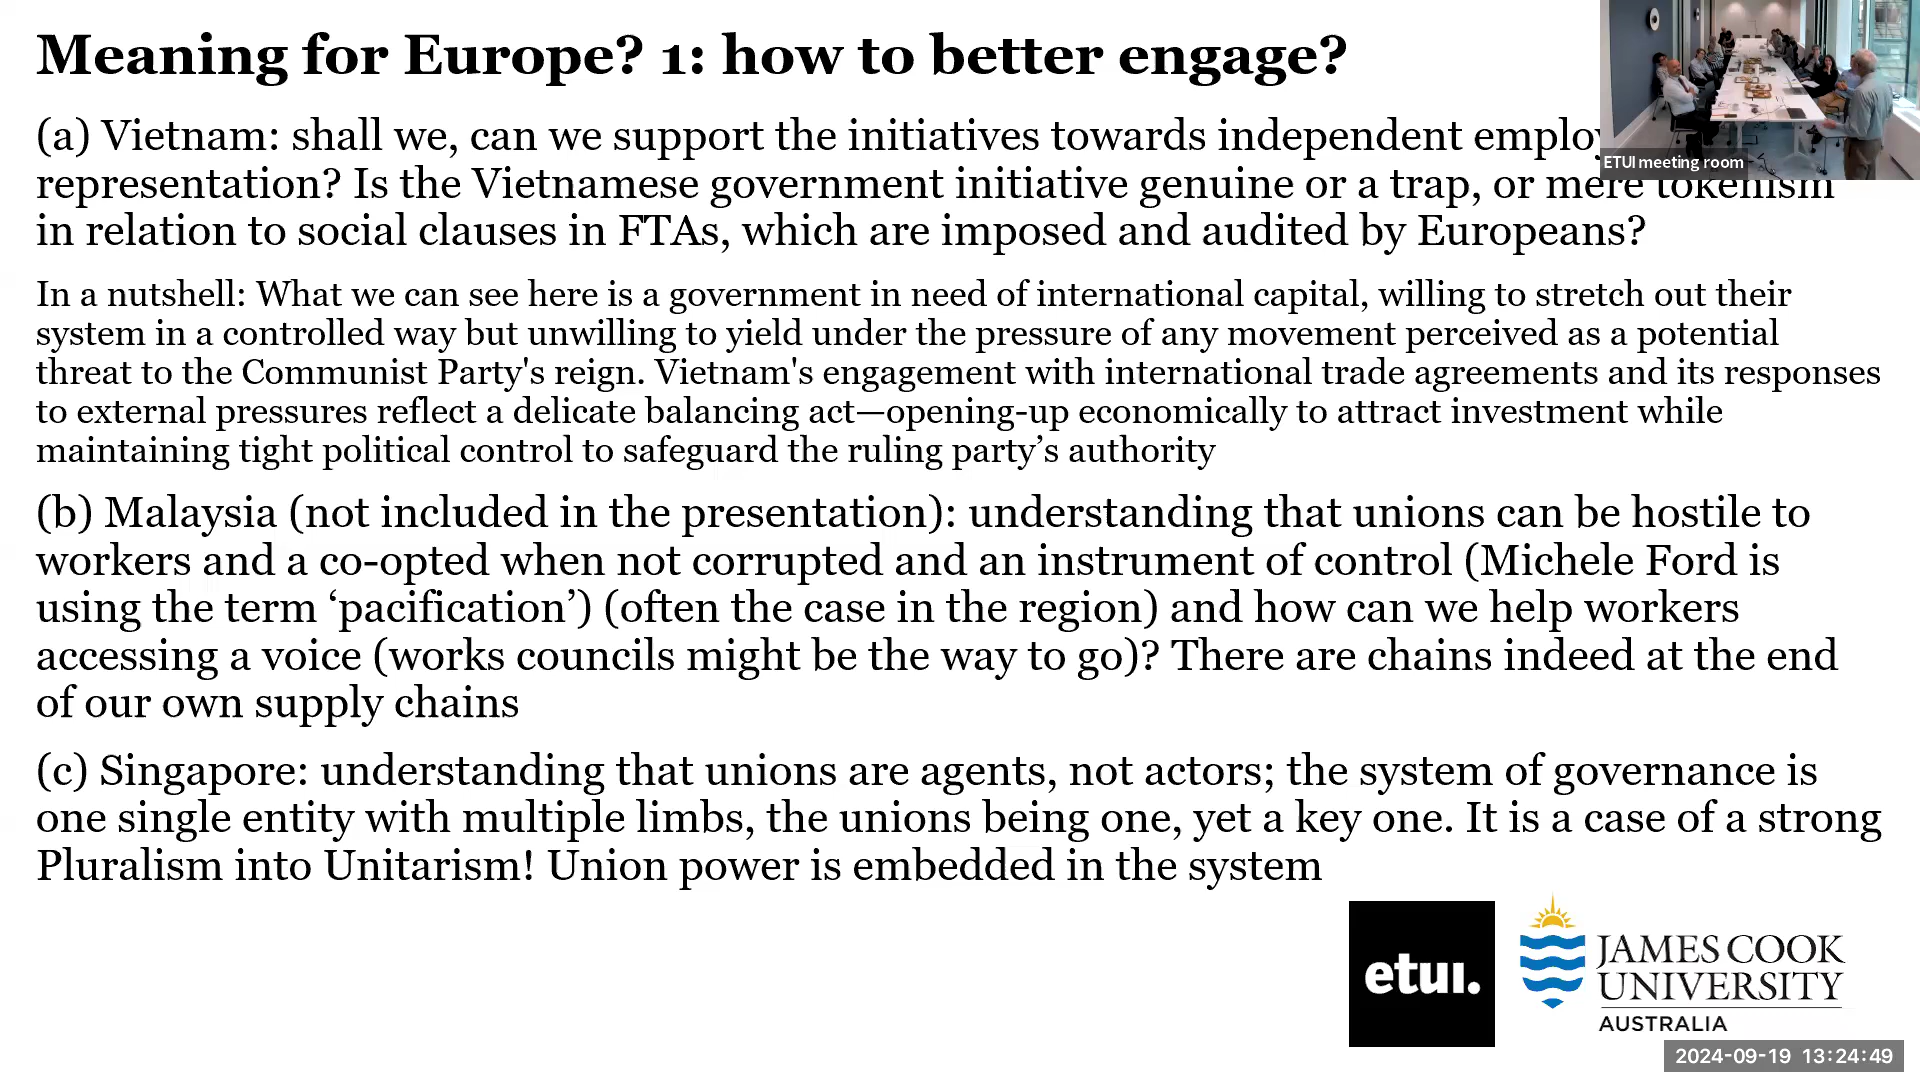 Meaning for Europe? 1: how to better engage?
(a) Vietnam: shall we, can we support the initiatives towards independent
representation? Is the Vietnamese government initiative genuine or a trap, or mere tokenism
in relation to social clauses in FTAs, which are imposed and audited by Europeans?
In a nutshell: What we can see here is a government in need of international capital, willing to stretch out their
system in a controlled way but unwilling to yield under the pressure of any movement perceived as a potential
threat to the Communist Party's reign. Vietnam's engagement with international trade agreements and its responses
to external pressures reflect a delicate balancing act—opening-up economically to attract investment while
maintaining tight political control to safeguard the ruling party’s authority
(b) Malaysia (not included in the presentation): understanding that unions can be hostile to
workers and a co-opted when not corrupted and an instrument of control (Michele Ford is
using the term ‘pacification’) (often the case in the region) and how can we help workers
accessing a voice (works councils might be the way to go)? There are chains indeed at the end
of our own supply chains
(c) Singapore: understanding that unions are agents, not actors; the system of governance is
one single entity with multiple limbs, the unions being one, yet a key one. It is a case of a strong
Pluralism into Unitarism! Union power is embedded in the system
ETUI meeting room
etui.
JAMES COOK
UNIVERSITY
AUSTRALIA
2024-09-19 13:24:49